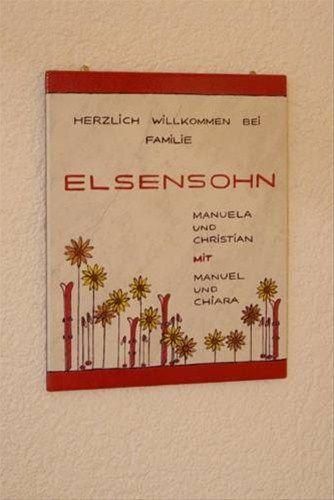 HERZLICH WILLKOMMEN BEI
FAMiLiE
ELSENSOHN
MANUELA
UND
CHRiSTiAN
MiT
MANUEL
UND
CHiARA